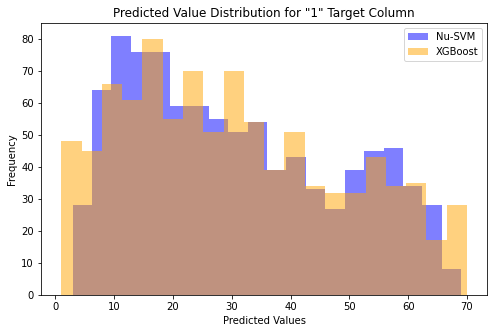 Predicted Value Distribution for "1" Target Column
Nu-SVM
XGBoost
Frequency
80
70
60
50
40
30
20
10
0
0 10 20 30 40 50 60 70
Predicted Values